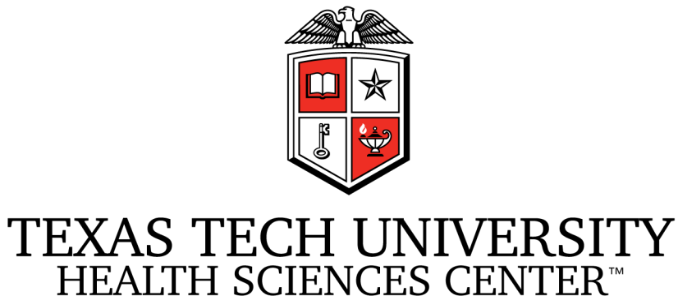 TEXAS TECH UNIVERSITY
HEALTH SCIENCES CENTER™